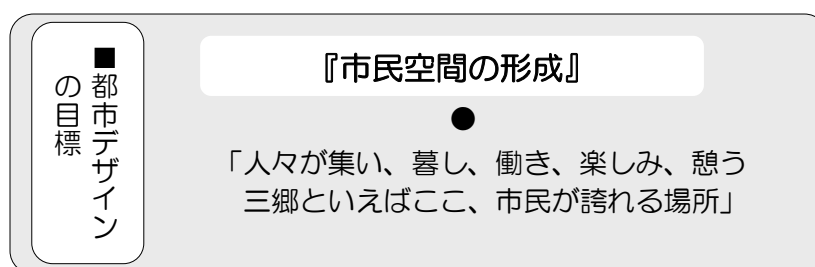 ■都市デザイン
の目標
『市民空間の形成』
●
「人々が集い、暮し、働き、楽しみ、憩う
三郷といえばここ、市民が誇れる場所」